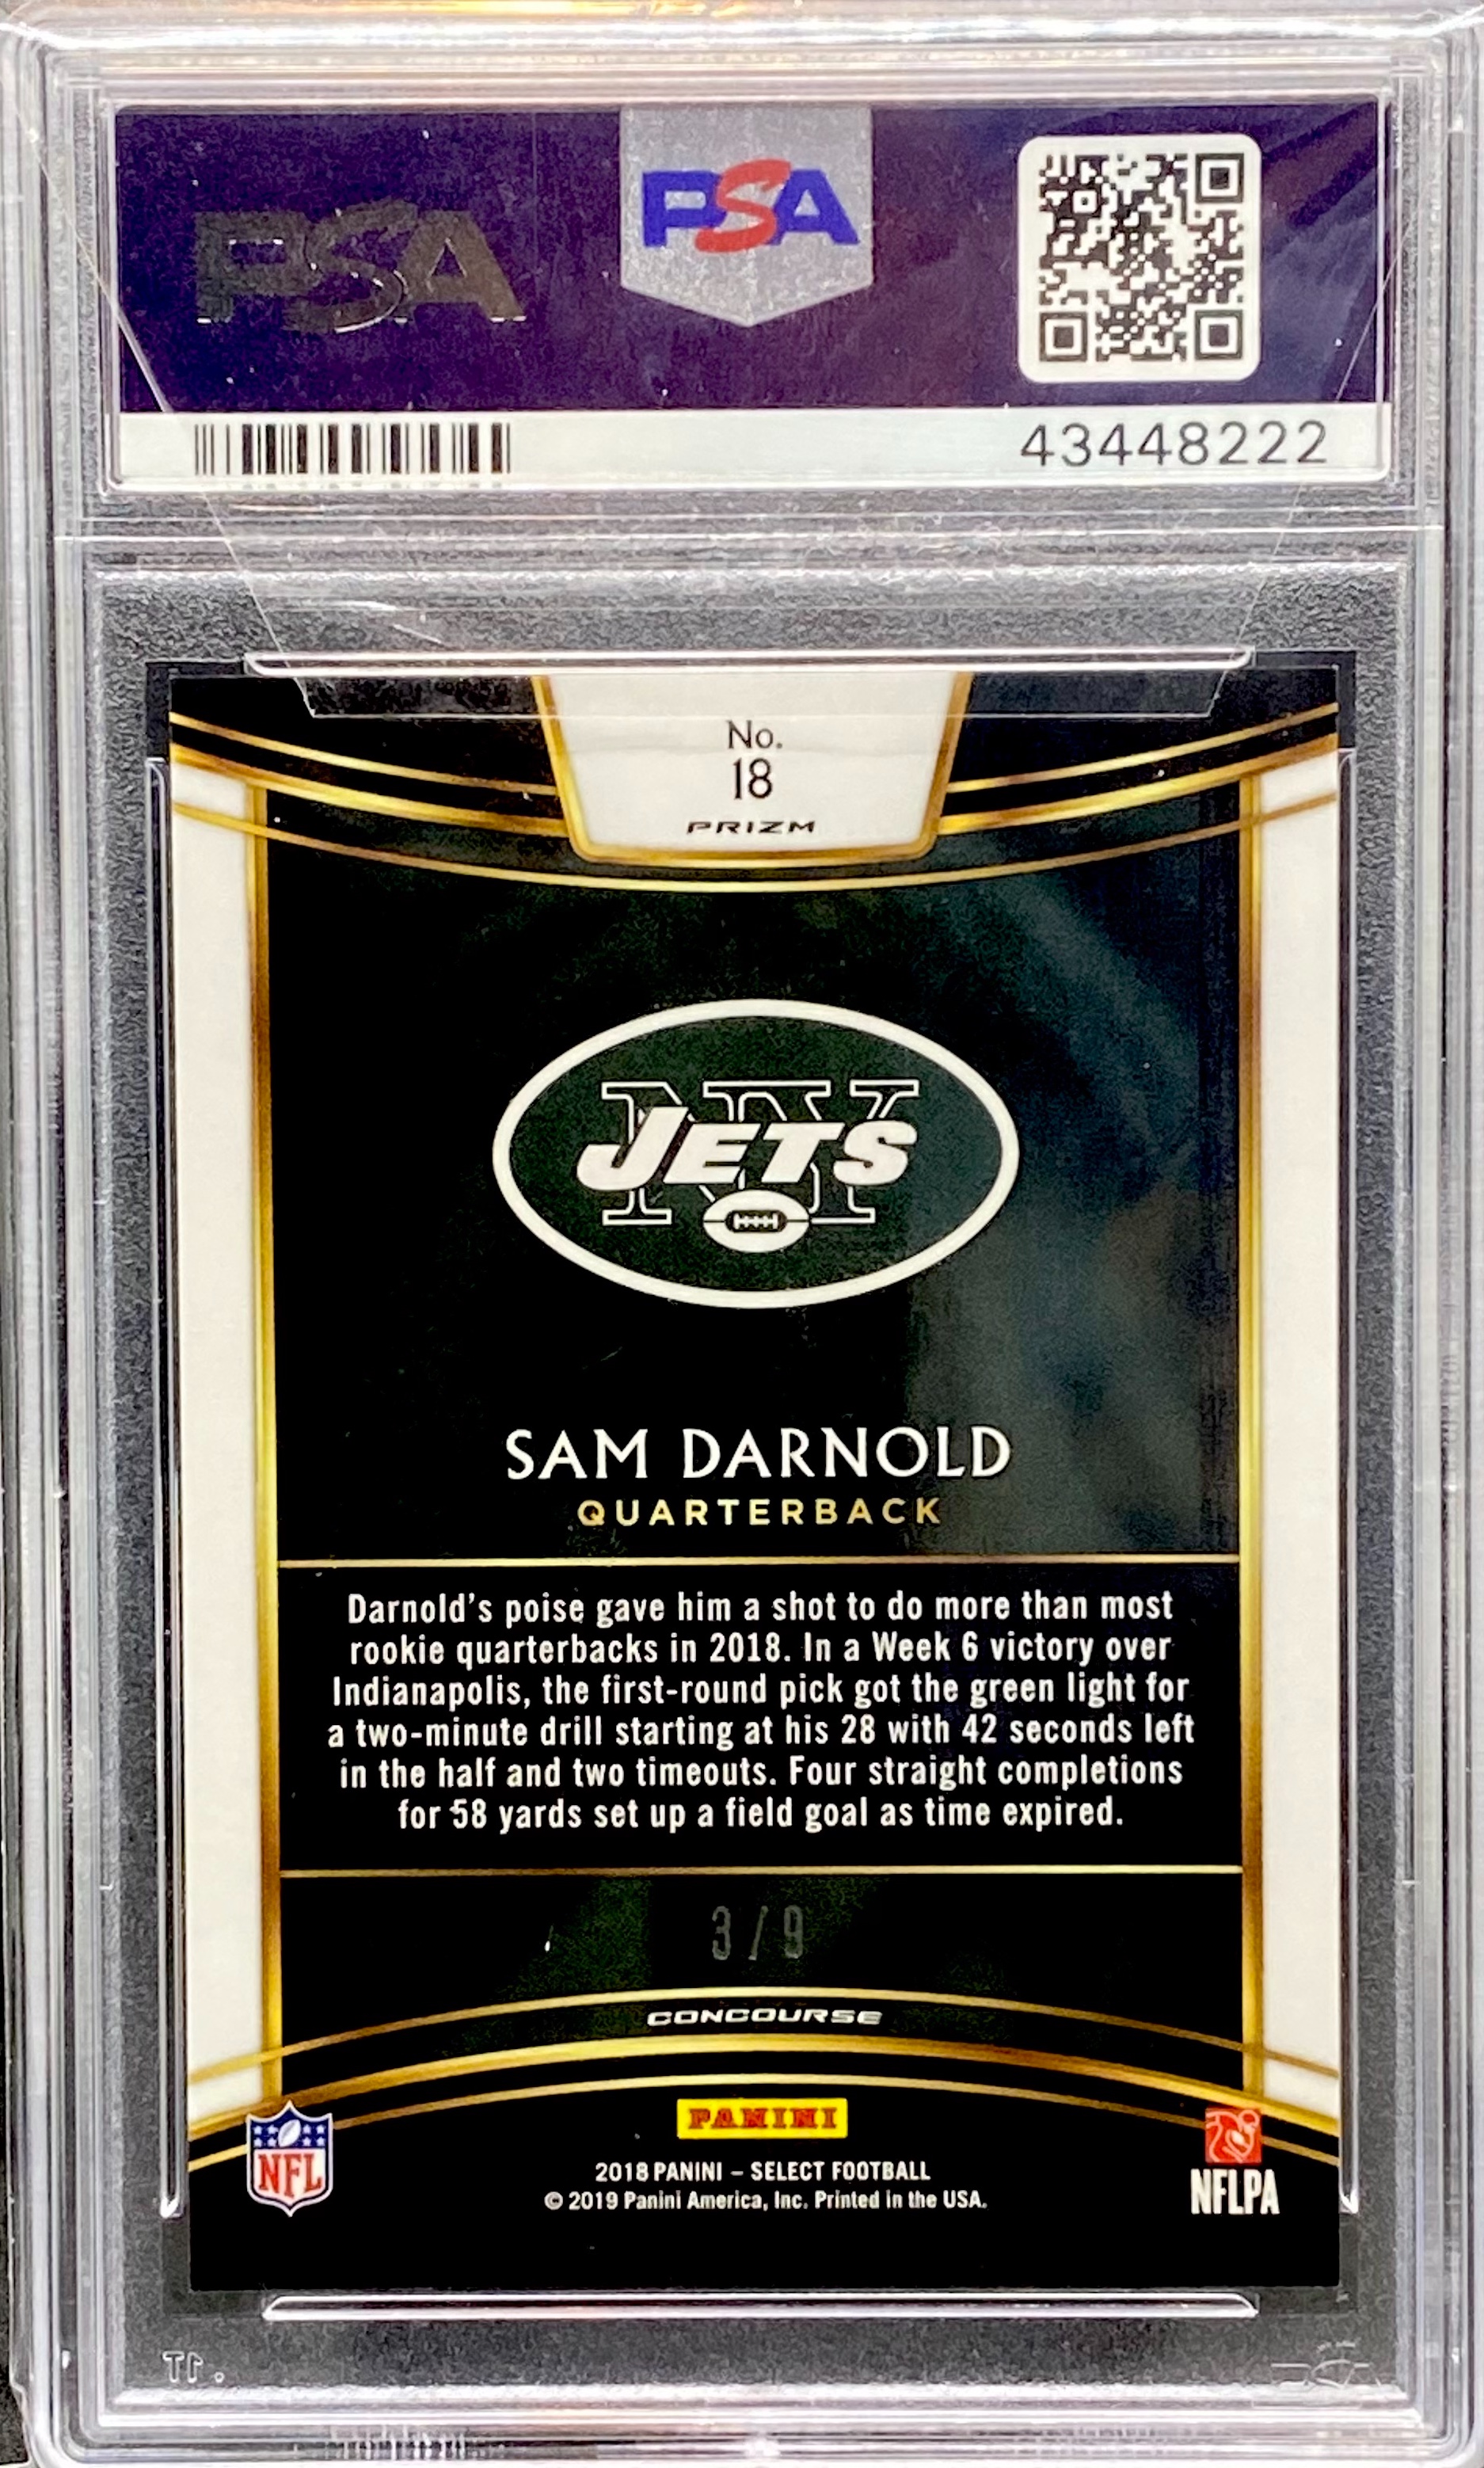 PSA
PSA
43448222
No.
18
PRIZM
NY
JETS
SAM DARNOLD
QUARTERBACK
Darnold's poise gave him a shot to do more than most
rookie quarterbacks in 2018. In a Week 6 victory over
Indianapolis, the first-round pick got the green light for
a two-minute drill starting at his 28 with 42 seconds left
in the half and two timeouts. Four straight completions
for 58 yards set up a field goal as time expired.
3/9
CONCOURSE
PANINI
NFL
2018 PANINI – SELECT FOOTBALL
© 2019 Panini America, Inc. Printed in the USA.
NFLPA